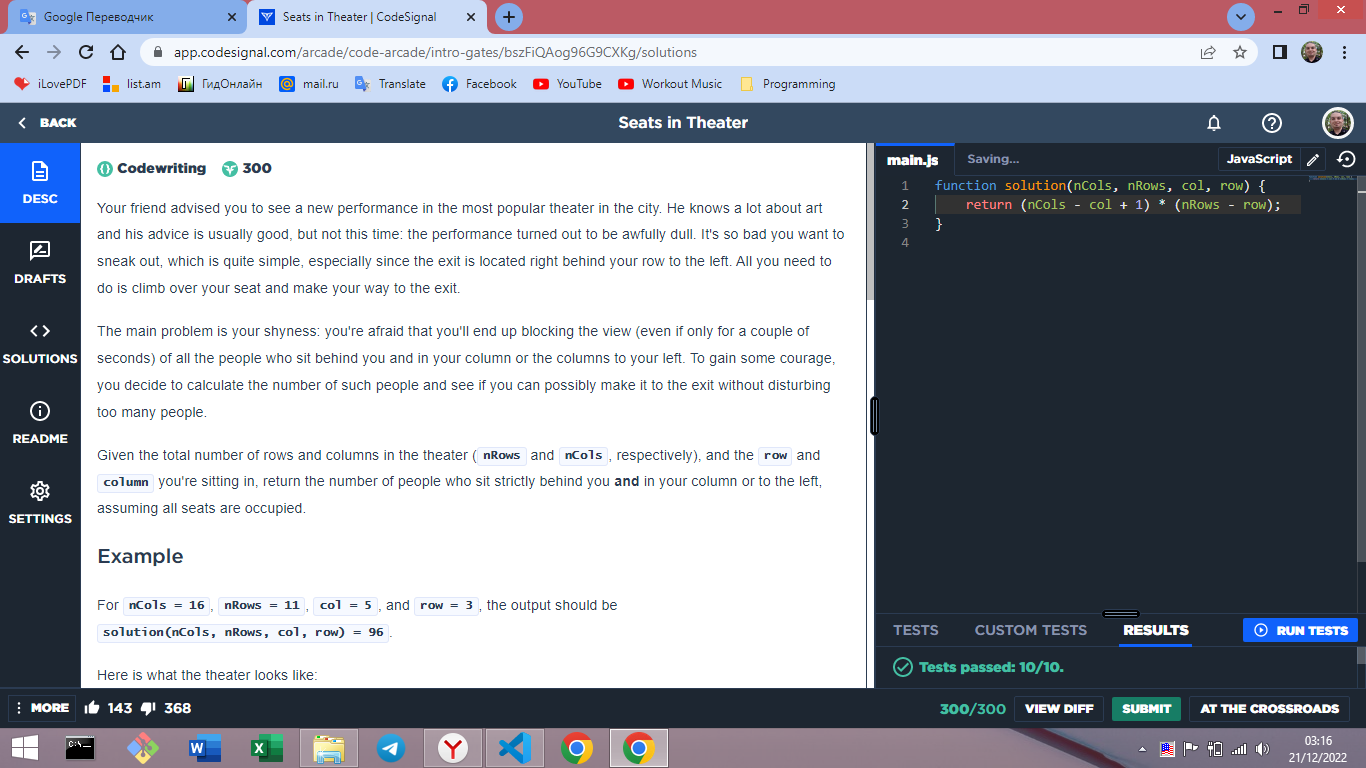 Google Переводчик
Seats in Theater | CodeSignal
app.codesignal.com/arcade/code-arcade/intro-gates/bszFiQAog96G9CXKg/solutions
iLovePDF
list.am
ГидОнлайн
mail.ru
Translate
Facebook
YouTube
Workout Music
Programming
BACK
Seats in Theater
DESC
DRAFTS
SOLUTIONS
README
SETTINGS
Codewriting
300
Your friend advised you to see a new performance in the most popular theater in the city. He knows a lot about art
and his advice is usually good, but not this time: the performance turned out to be awfully dull. It's so bad you want to
sneak out, which is quite simple, especially since the exit is located right behind your row to the left. All you need to
do is climb over your seat and make your way to the exit.
The main problem is your shyness: you're afraid that you'll end up blocking the view (even if only for a couple of
seconds) of all the people who sit behind you and in your column or the columns to your left. To gain some courage,
you decide to calculate the number of such people and see if you can possibly make it to the exit without disturbing
too many people.
Given the total number of rows and columns in the theater (nRows and nCols, respectively), and the row and
column you're sitting in, return the number of people who sit strictly behind you and in your column or to the left,
assuming all seats are occupied.
Example
For nCols = 16, nRows = 11, col = 5, and row = 3, the output should be
solution(nCols, nRows, col, row) = 96.
Here is what the theater looks like:
main.js
Saving...
JavaScript
1 function solution(nCols, nRows, col, row) {
2 return (nCols - col + 1) * (nRows - row);
3 }
4
TESTS
CUSTOM TESTS
RESULTS
RUN TESTS
Tests passed: 10/10.
MORE
143
368
300/300
VIEW DIFF
SUBMIT
AT THE CROSSROADS
03:16
21/12/2022